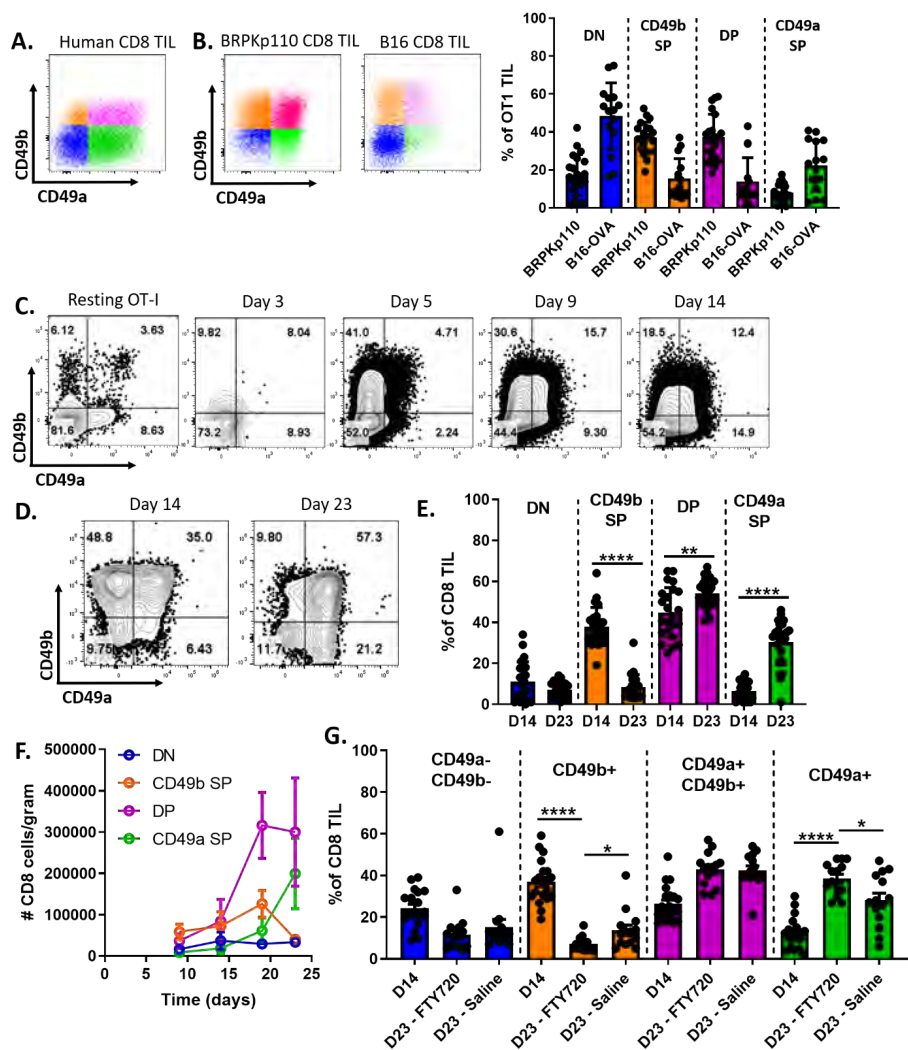 A.
Human CD8 TIL
CD49b
CD49a
B.
BRPKp110 CD8 TIL
B16 CD8 TIL
% of OT1 TIL
100
80
60
40
20
0
DN
CD49b
SP
DP
CD49a
SP
BRPKp110
B16-OVA
BRPKp110
B16-OVA
BRPKp110
B16-OVA
BRPKp110
B16-OVA
C.
Resting OT-I
Day 3
Day 5
Day 9
Day 14
6.12
3.63
81.6
8.63
9.82
8.04
73.2
8.93
41.0
4.71
52.0
2.24
30.6
15.7
44.4
9.30
18.5
12.4
54.2
14.9
CD49b
CD49a
D.
Day 14
Day 23
48.8
35.0
9.75
6.43
9.80
57.3
11.7
21.2
CD49b
CD49a
E.
%of CD8 TIL
100
80
60
40
20
0
DN
CD49b
SP
DP
CD49a
SP
****
**
****
D14
D23
D14
D23
D14
D23
D14
D23
F.
# CD8 cells/gram
500000
400000
300000
200000
100000
0
DN
CD49b SP
DP
CD49a SP
0
5
10
15
20
25
Time (days)
G.
%of CD8 TIL
100
80
60
40
20
0
CD49a-
CD49b-
CD49b+
CD49a+
CD49b+
CD49a+
****
*
****
*
D14
D23 - FTY720
D23 - Saline
D14
D23 - FTY720
D23 - Saline
D14
D23 - FTY720
D23 - Saline
D14
D23 - FTY720
D23 - Saline